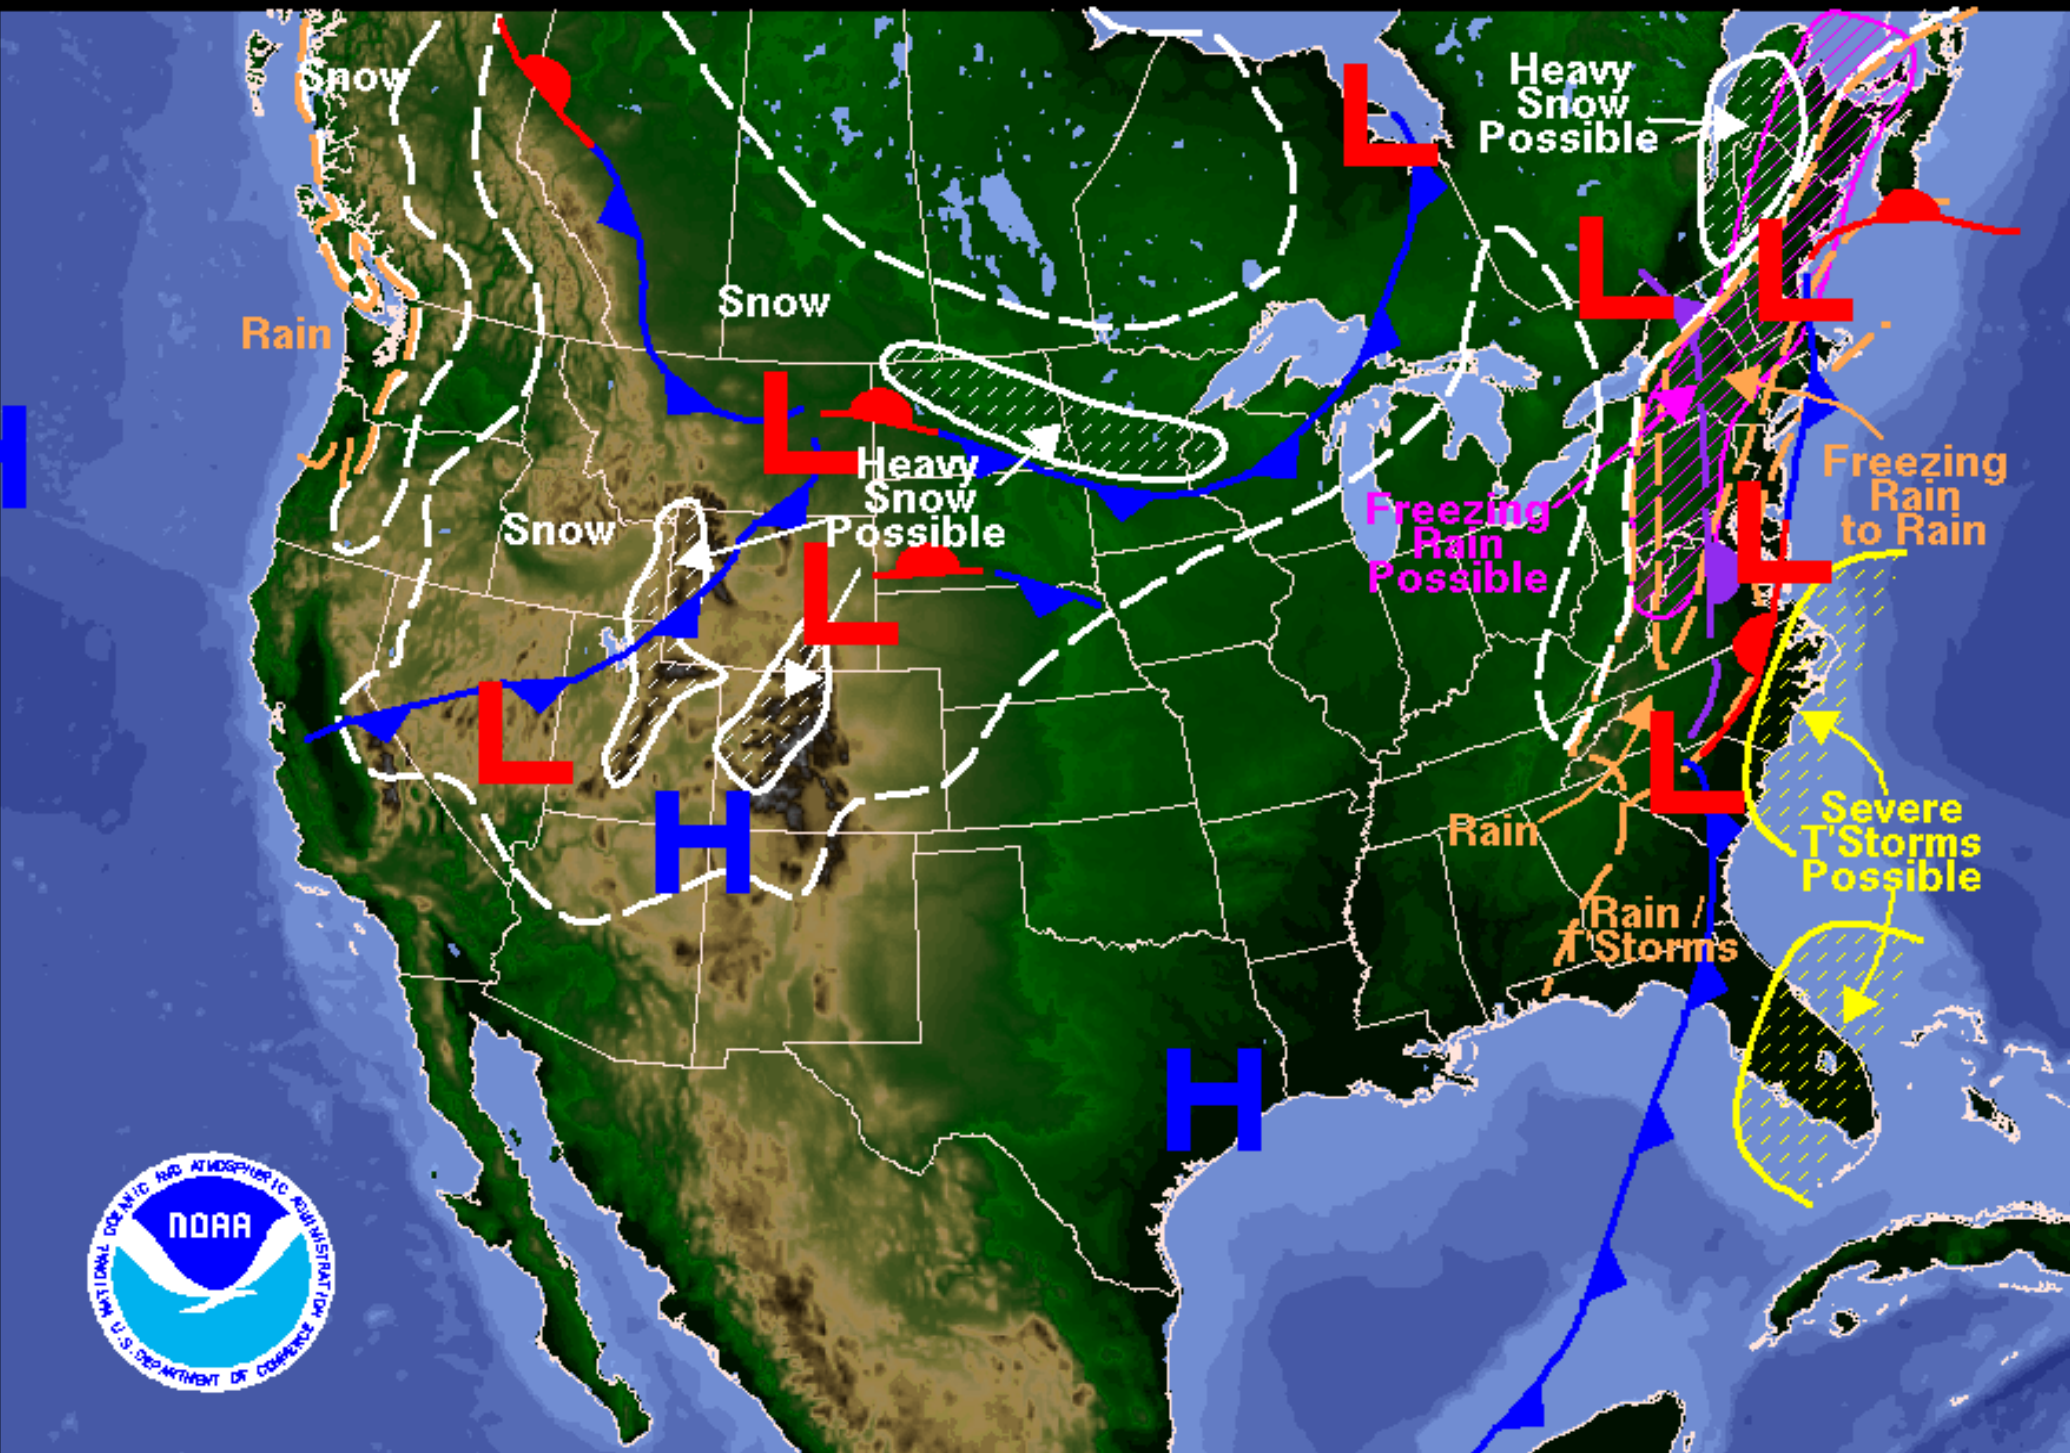 Snow
Heavy
Snow
Possible
Rain
Snow
Heavy
Snow
Possible
Snow
Freezing
Rain
Possible
Freezing
Rain
to Rain
Rain
Severe
T'Storms
Possible
Rain /
T'Storms
L
L
L
L
L
L
L
L
H
H
H
NATIONAL OCEANIC AND ATMOSPHERIC ADMINISTRATION
NOAA
U.S. DEPARTMENT OF COMMERCE